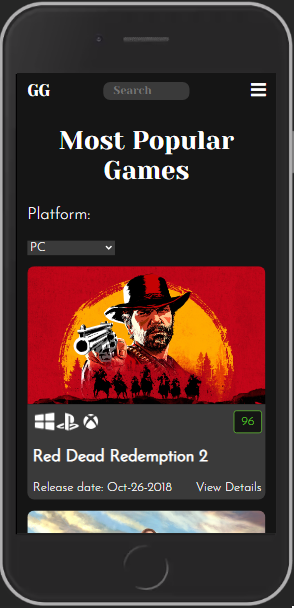 GG
Search
Most Popular
Games
Platform:
PC
96
Red Dead Redemption 2
Release date: Oct-26-2018
View Details